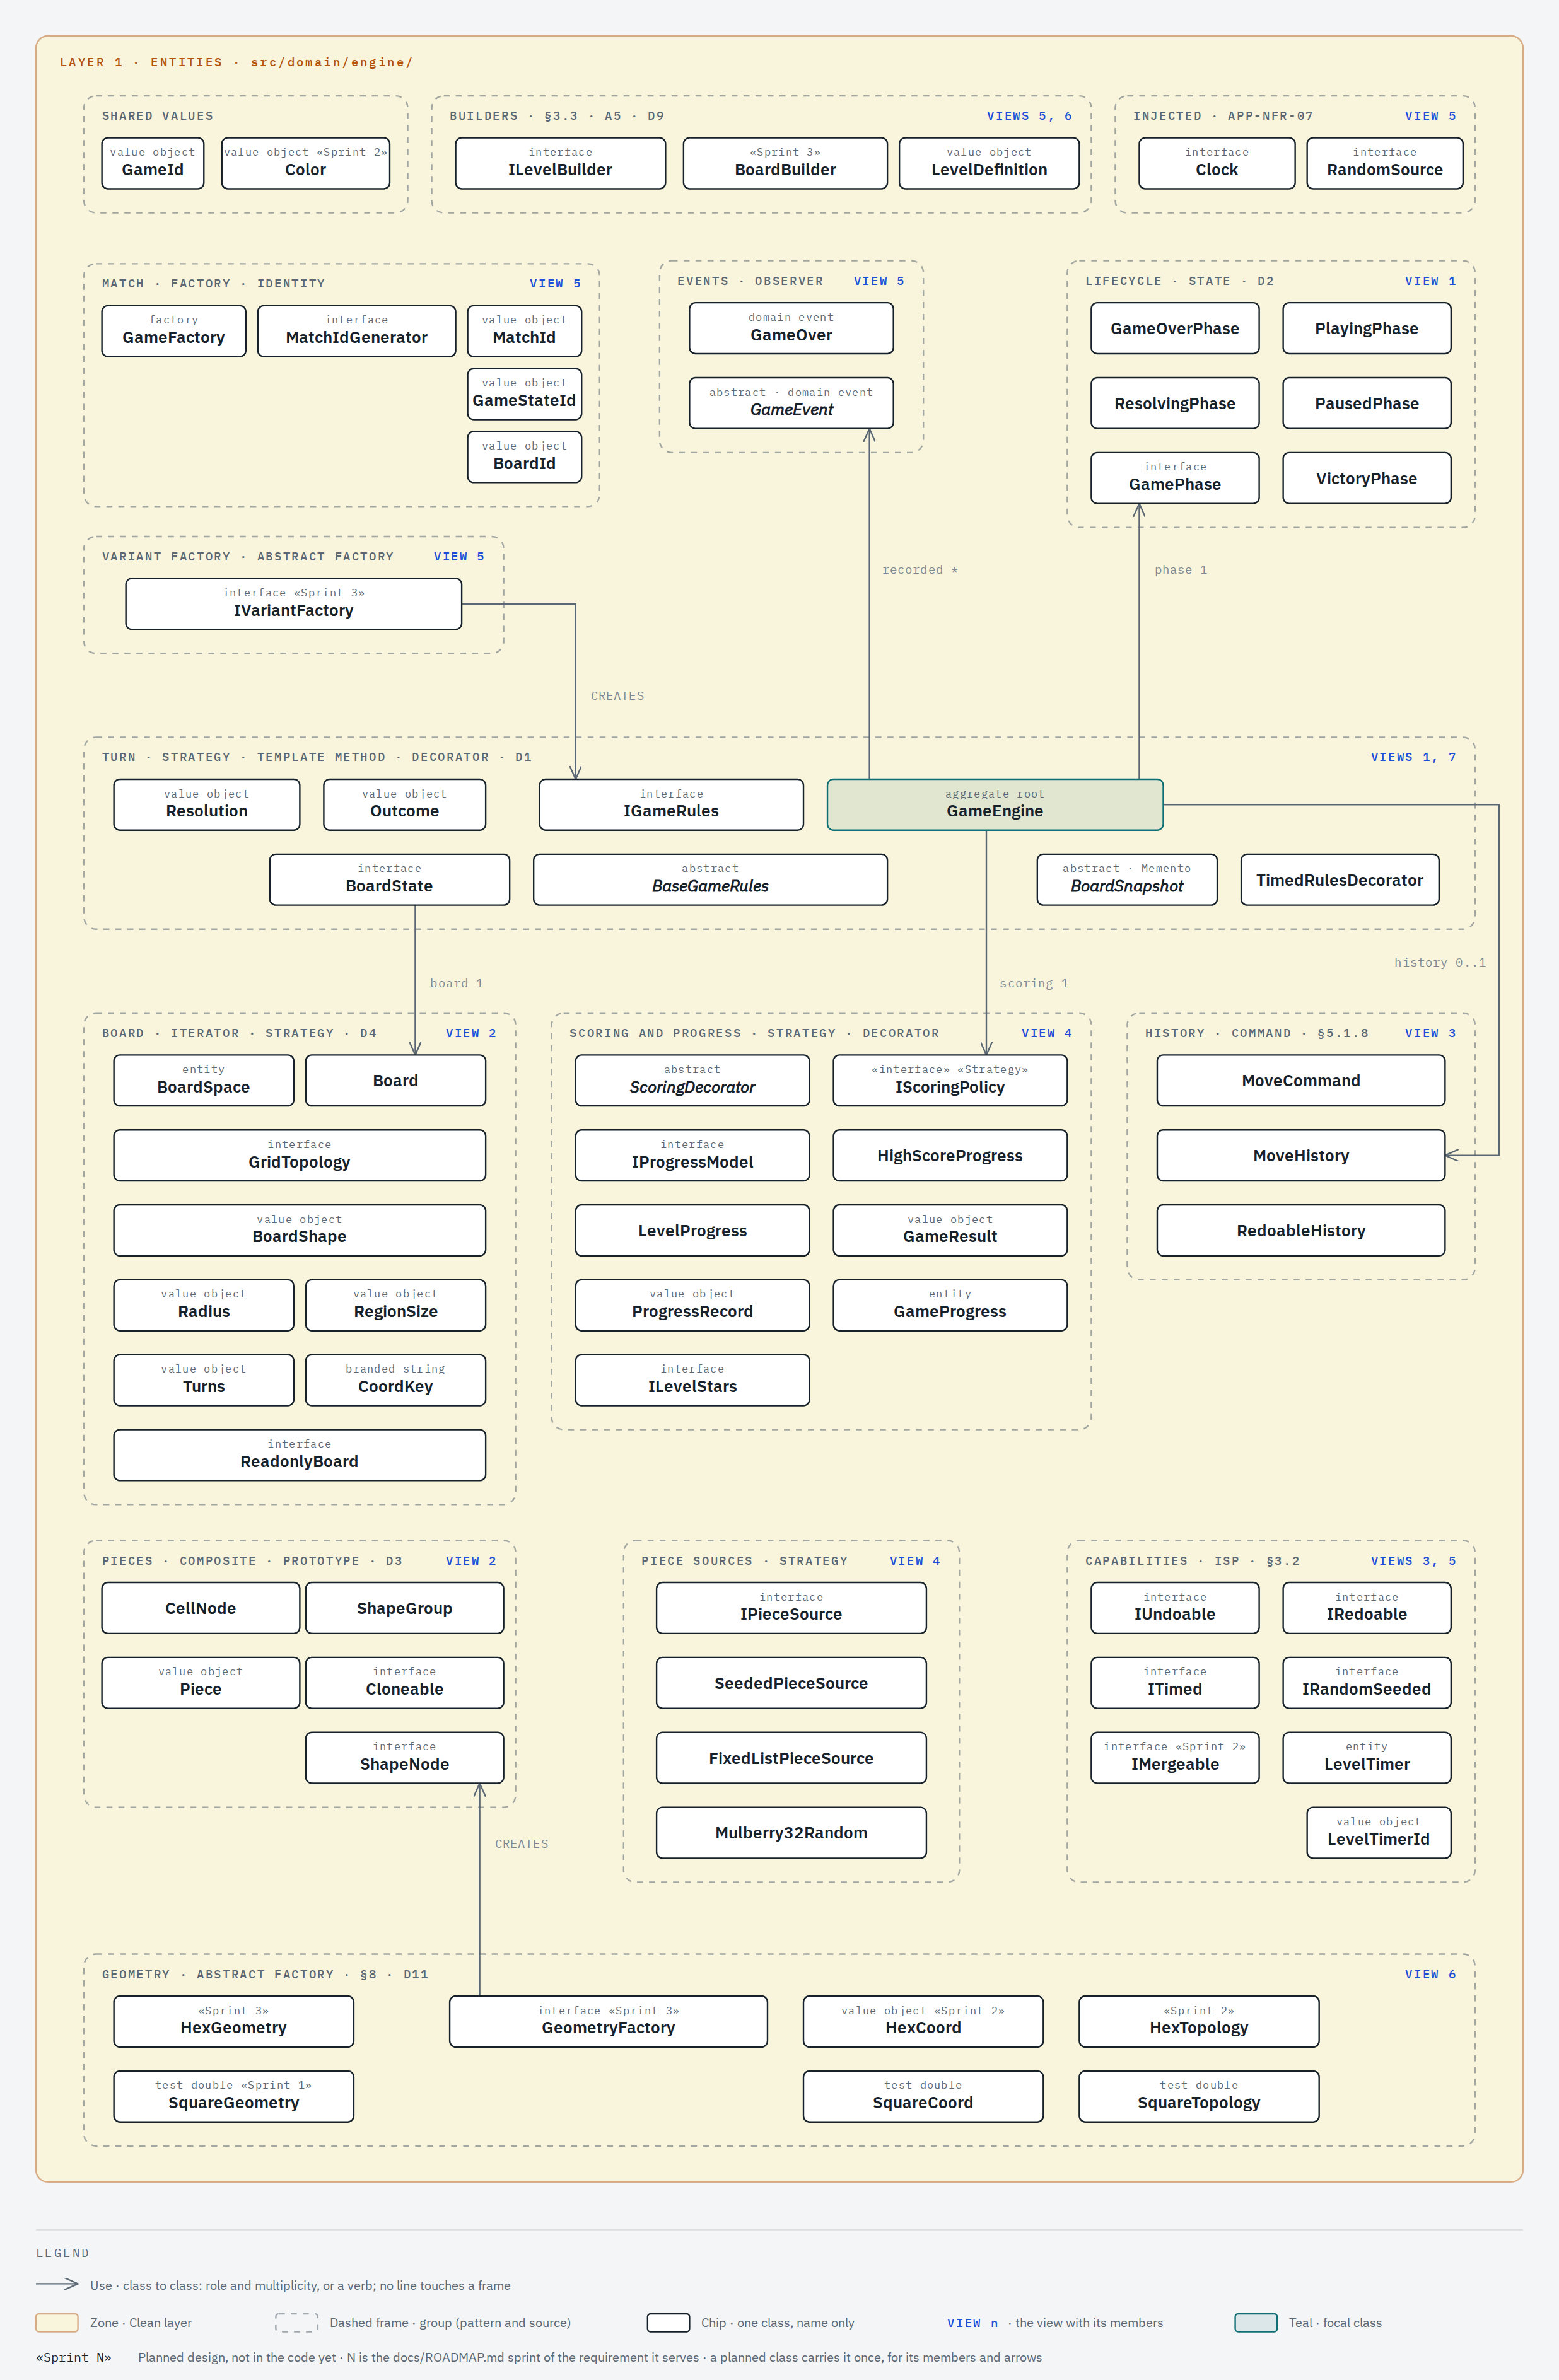 LAYER 1 · ENTITIES · src/domain/engine/
SHARED VALUES
value object
GameId
value object «Sprint 2»
Color
BUILDERS · §3.3 · A5 · D9
VIEWS 5, 6
interface
ILevelBuilder
«Sprint 3»
BoardBuilder
value object
LevelDefinition
INJECTED · APP-NFR-07
VIEW 5
interface
Clock
interface
RandomSource
MATCH · FACTORY · IDENTITY
VIEW 5
factory
GameFactory
interface
MatchIdGenerator
value object
MatchId
value object
GameStateId
value object
BoardId
EVENTS · OBSERVER
VIEW 5
domain event
GameOver
abstract · domain event
GameEvent
LIFECYCLE · STATE · D2
VIEW 1
GameOverPhase
PlayingPhase
ResolvingPhase
PausedPhase
interface
GamePhase
VictoryPhase
VARIANT FACTORY · ABSTRACT FACTORY
VIEW 5
interface «Sprint 3»
IVariantFactory
recorded *
phase 1
CREATES
TURN · STRATEGY · TEMPLATE METHOD · DECORATOR · D1
VIEWS 1, 7
value object
Resolution
value object
Outcome
interface
IGameRules
aggregate root
GameEngine
interface
BoardState
abstract
BaseGameRules
abstract · Memento
BoardSnapshot
TimedRulesDecorator
history 0..1
board 1
scoring 1
BOARD · ITERATOR · STRATEGY · D4
VIEW 2
entity
BoardSpace
Board
interface
GridTopology
value object
BoardShape
value object
Radius
value object
RegionSize
value object
Turns
branded string
CoordKey
interface
ReadonlyBoard
SCORING AND PROGRESS · STRATEGY · DECORATOR
VIEW 4
abstract
ScoringDecorator
«interface» «Strategy»
IScoringPolicy
interface
IProgressModel
HighScoreProgress
LevelProgress
value object
GameResult
value object
ProgressRecord
entity
GameProgress
interface
ILevelStars
HISTORY · COMMAND · §5.1.8
VIEW 3
MoveCommand
MoveHistory
RedoableHistory
PIECES · COMPOSITE · PROTOTYPE · D3
VIEW 2
CellNode
ShapeGroup
value object
Piece
interface
Cloneable
interface
ShapeNode
PIECE SOURCES · STRATEGY
VIEW 4
interface
IPieceSource
SeededPieceSource
FixedListPieceSource
Mulberry32Random
CAPABILITIES · ISP · §3.2
VIEWS 3, 5
interface
IUndoable
interface
IRedoable
interface
ITimed
interface
IRandomSeeded
interface «Sprint 2»
IMergeable
entity
LevelTimer
value object
LevelTimerId
CREATES
GEOMETRY · ABSTRACT FACTORY · §8 · D11
VIEW 6
«Sprint 3»
HexGeometry
interface «Sprint 3»
GeometryFactory
value object «Sprint 2»
HexCoord
«Sprint 2»
HexTopology
test double «Sprint 1»
SquareGeometry
test double
SquareCoord
test double
SquareTopology
LEGEND
Use · class to class: role and multiplicity, or a verb; no line touches a frame
Zone · Clean layer
Dashed frame · group (pattern and source)
Chip · one class, name only
VIEW n · the view with its members
Teal · focal class
«Sprint N» Planned design, not in the code yet · N is the docs/ROADMAP.md sprint of the requirement it serves · a planned class carries it once, for its members and arrows